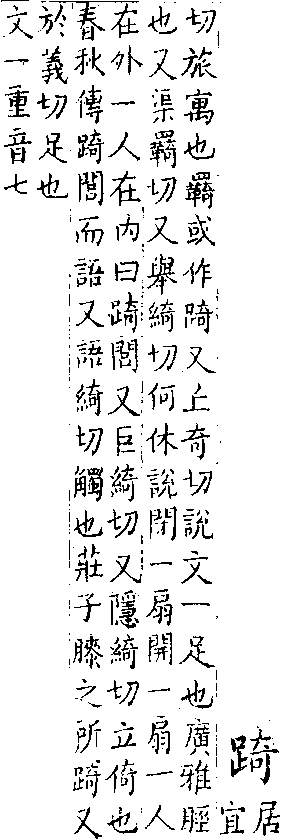 踦
居
宜
切旅寓也羈或作踦又丘奇切說文一足也廣雅脛
也又渠羈切又舉綺切何休說閉一扇開一扇一人
在外一人在内曰踦閭又巨綺切又隱綺切立倚也
春秋傳踦閭而語又語綺切觸也莊子膝之所踦又
於義切足也
文一重音七